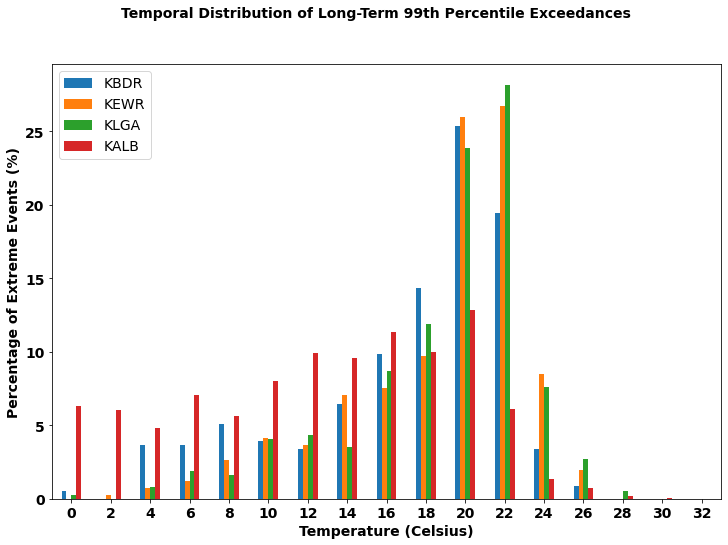 Temporal Distribution of Long-Term 99th Percentile Exceedances
KBDR
KEWR
KLGA
KALB
Percentage of Extreme Events (%)
25
20
15
10
5
0
0 2 4 6 8 10 12 14 16 18 20 22 24 26 28 30 32
Temperature (Celsius)